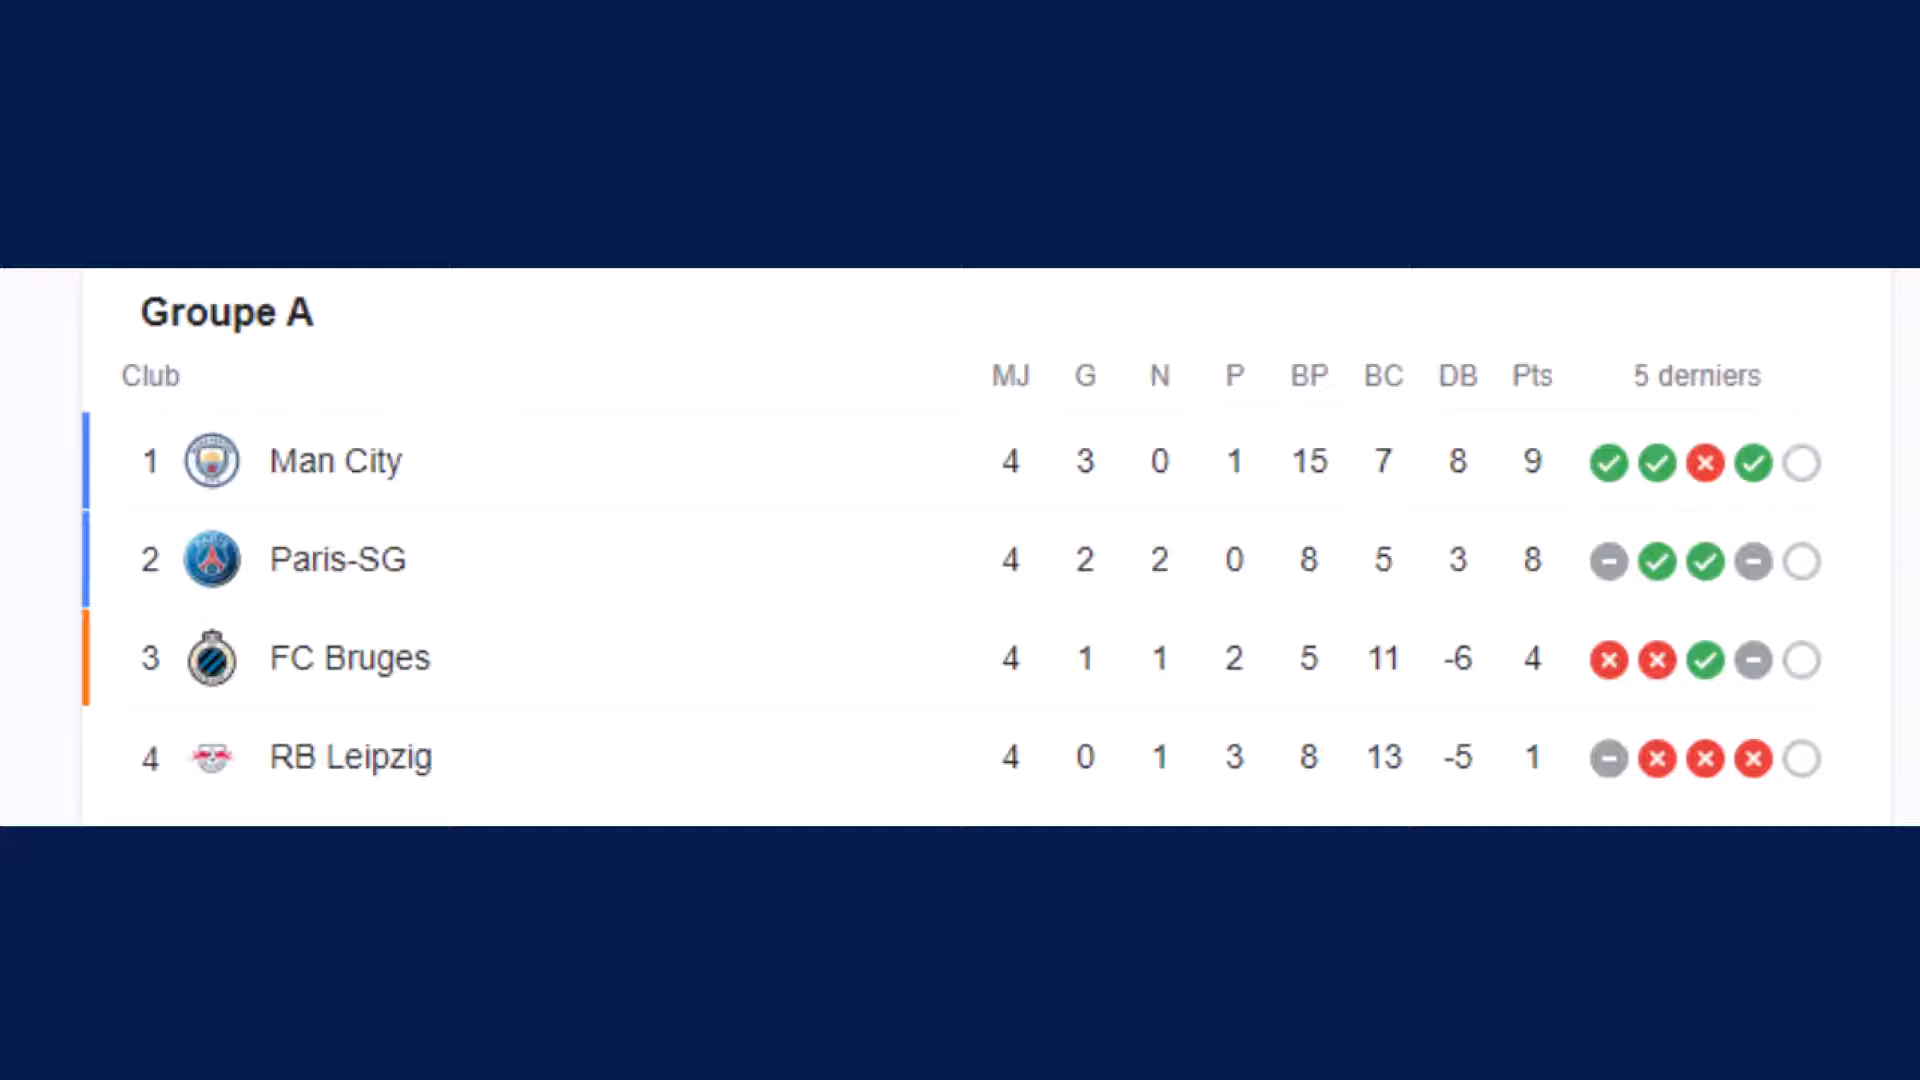 Groupe A
Club MJ G N P BP BC DB Pts 5 derniers
1 Man City 4 3 0 1 15 7 8 9
2 Paris-SG 4 2 2 0 8 5 3 8
3 FC Bruges 4 1 1 2 5 11 -6 4
4 RB Leipzig 4 0 1 3 8 13 -5 1